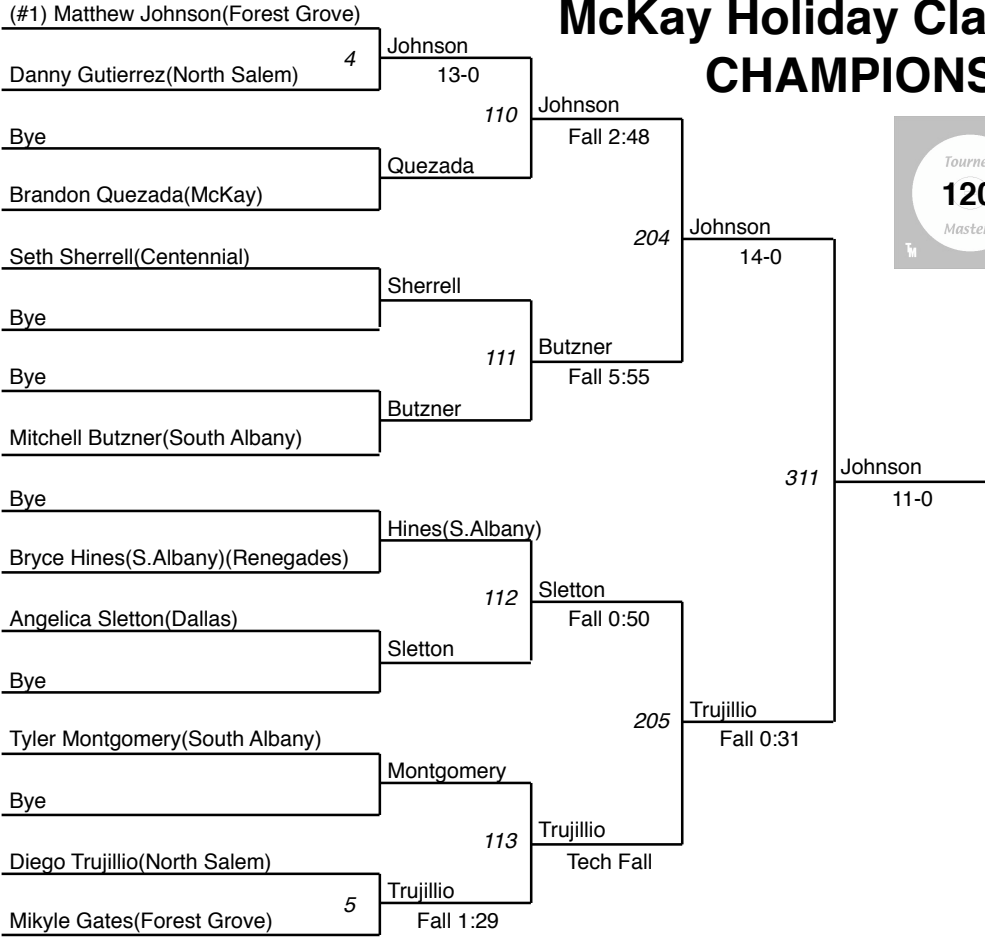 (#1) Matthew Johnson(Forest Grove)
McKay Holiday Cla
CHAMPIONS
4
Johnson
13-0
Danny Gutierrez(North Salem)
110
Johnson
Fall 2:48
Bye
Quezada
Brandon Quezada(McKay)
Tourne
120
Master
TM
204
Johnson
14-0
Seth Sherrell(Centennial)
Sherrell
Bye
111
Butzner
Fall 5:55
Bye
Butzner
Mitchell Butzner(South Albany)
311
Johnson
11-0
Bye
Hines(S.Albany)
Bryce Hines(S.Albany)(Renegades)
112
Sletton
Fall 0:50
Angelica Sletton(Dallas)
Sletton
Bye
205
Trujillio
Fall 0:31
Tyler Montgomery(South Albany)
Montgomery
Bye
113
Trujillio
Tech Fall
Diego Trujillio(North Salem)
5
Trujillio
Fall 1:29
Mikyle Gates(Forest Grove)